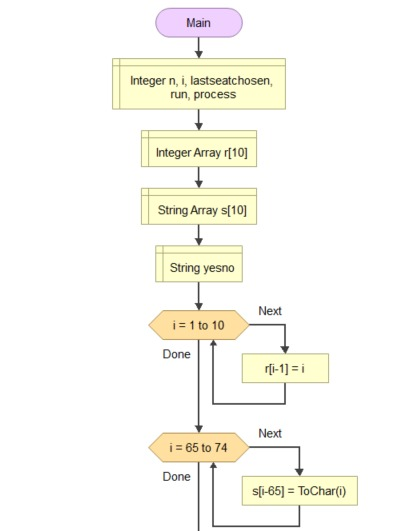 Main
Integer n, i, lastseatchosen,
run, process
Integer Array r[10]
String Array s[10]
String yesno
i = 1 to 10
Next
Done
r[i-1] = i
i = 65 to 74
Next
Done
s[i-65] = ToChar(i)